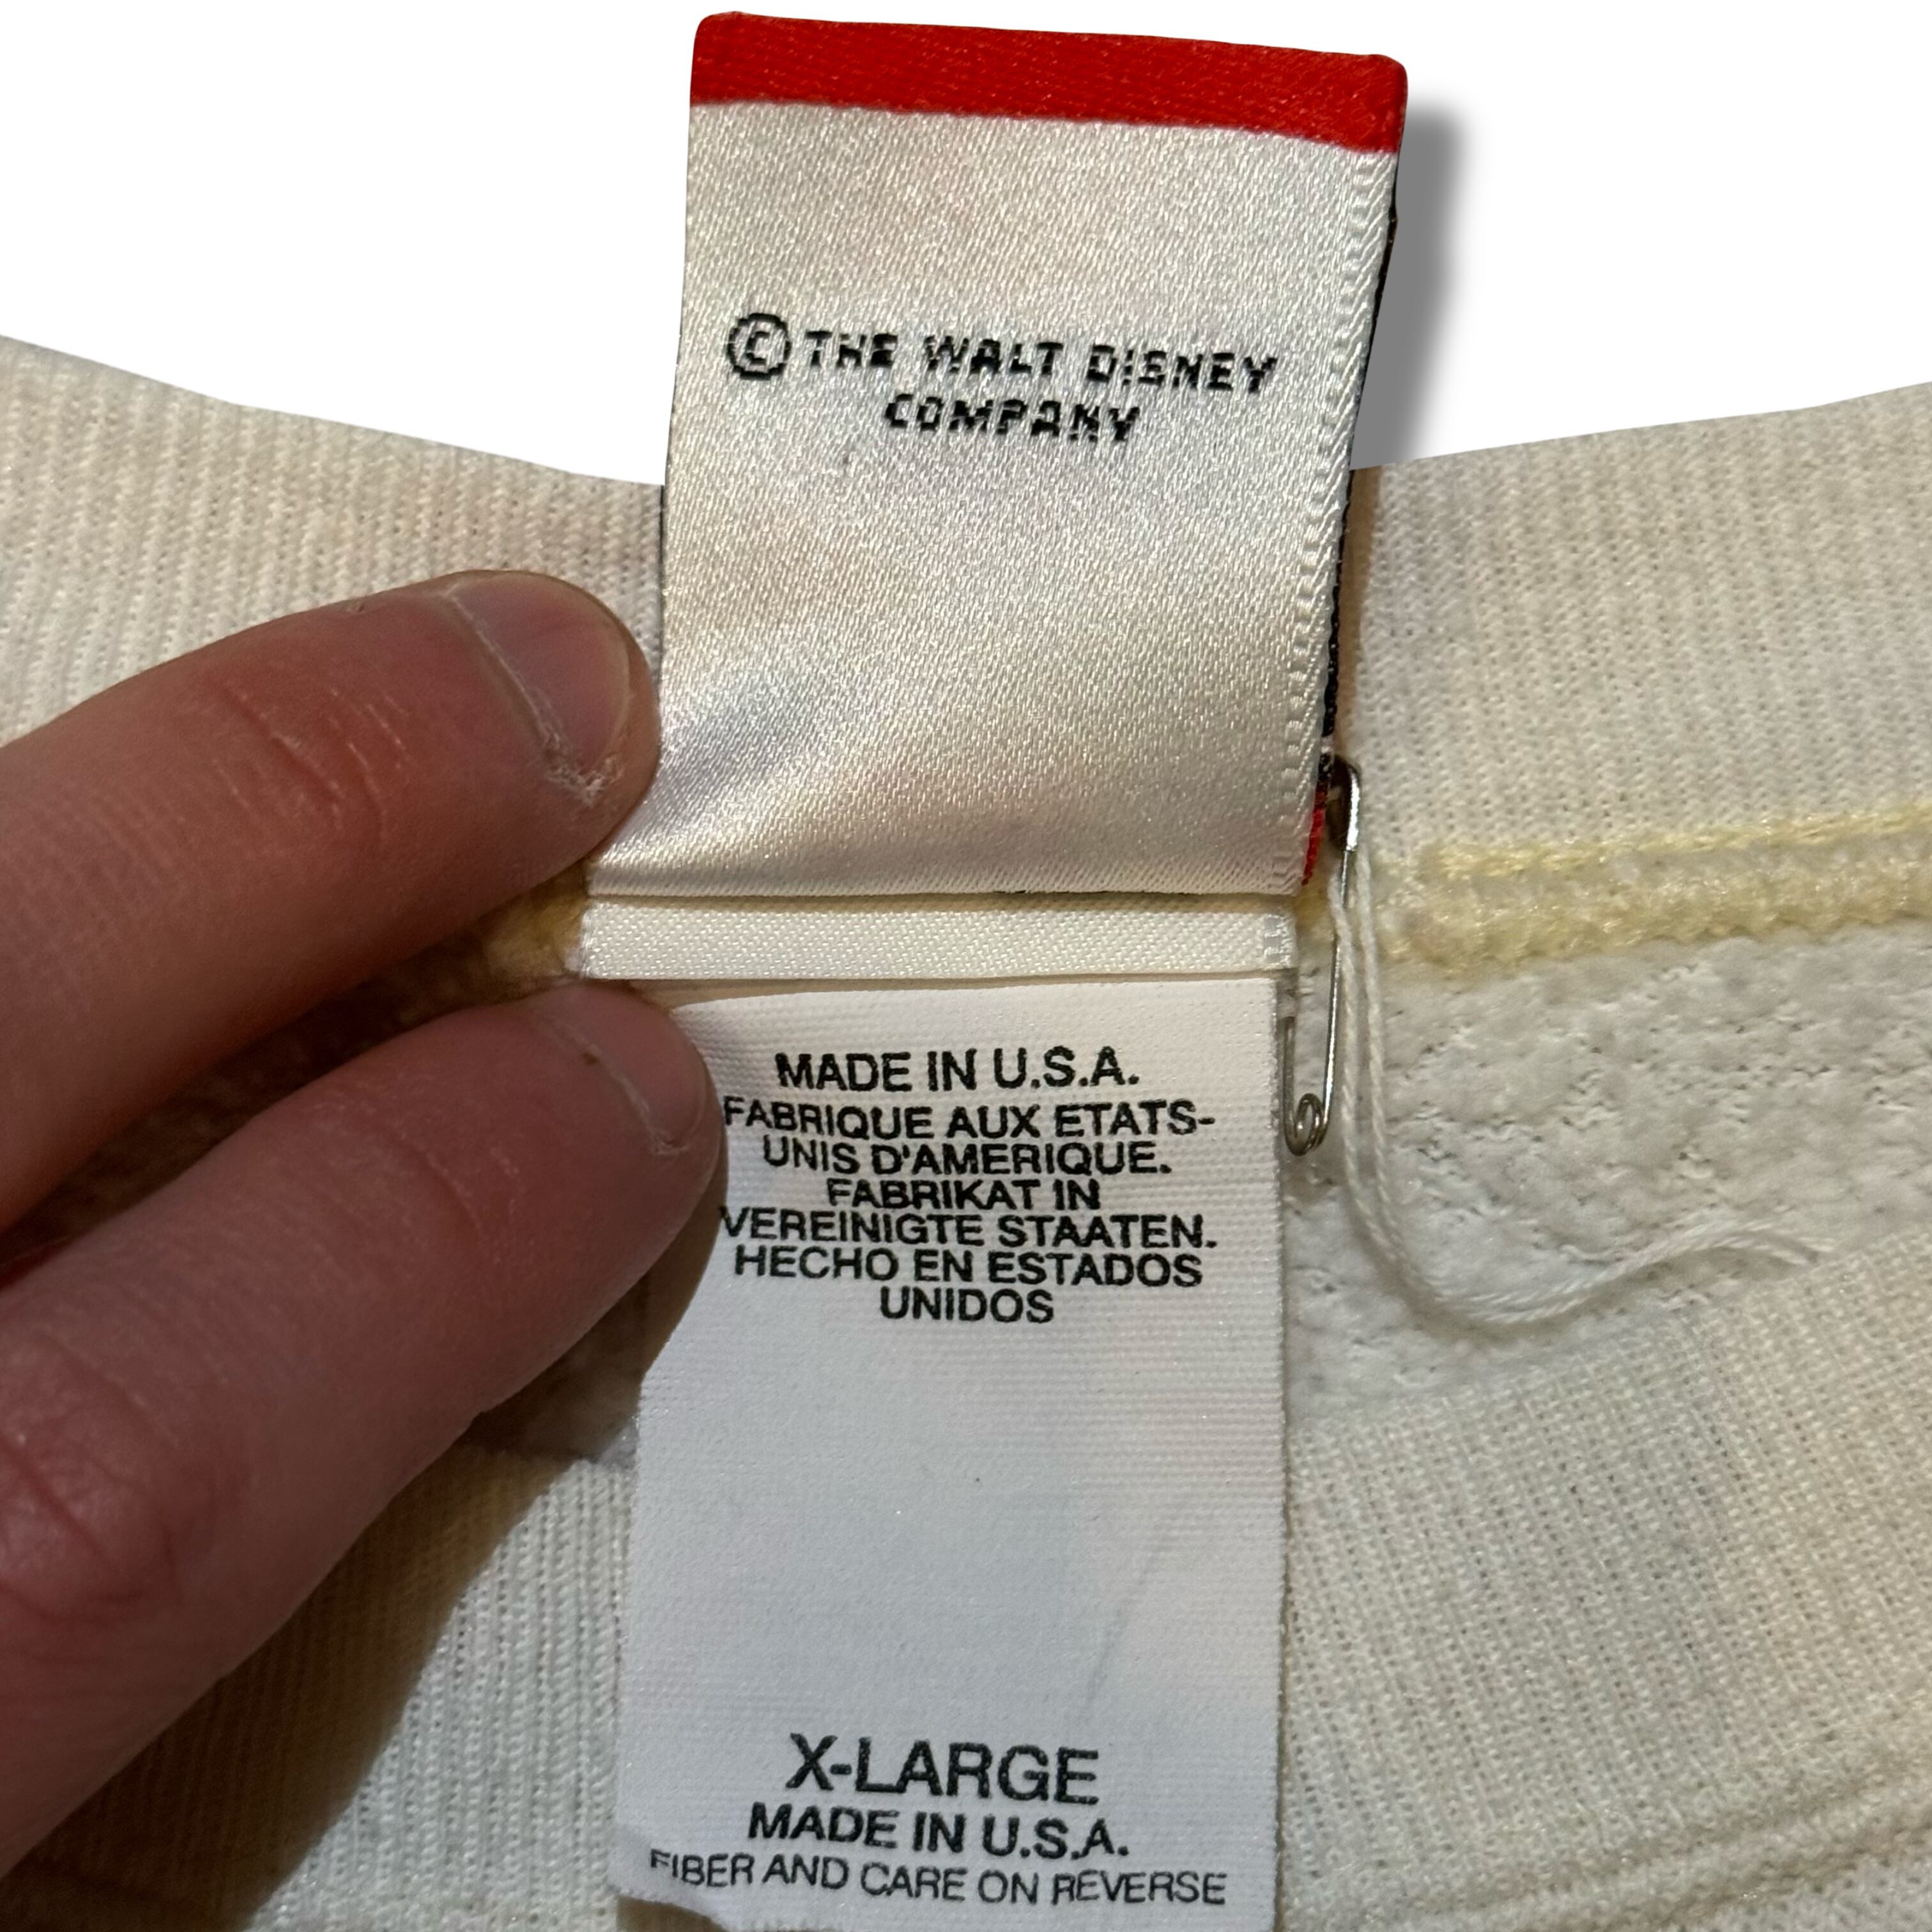 © THE WALT DISNEY
COMPANY
MADE IN U.S.A.
FABRIQUE AUX ETATS-
UNIS D'AMERIQUE.
FABRIKAT IN
VEREINIGTE STAATEN.
HECHO EN ESTADOS
UNIDOS
X-LARGE
MADE IN U.S.A.
FIBER AND CARE ON REVERSE